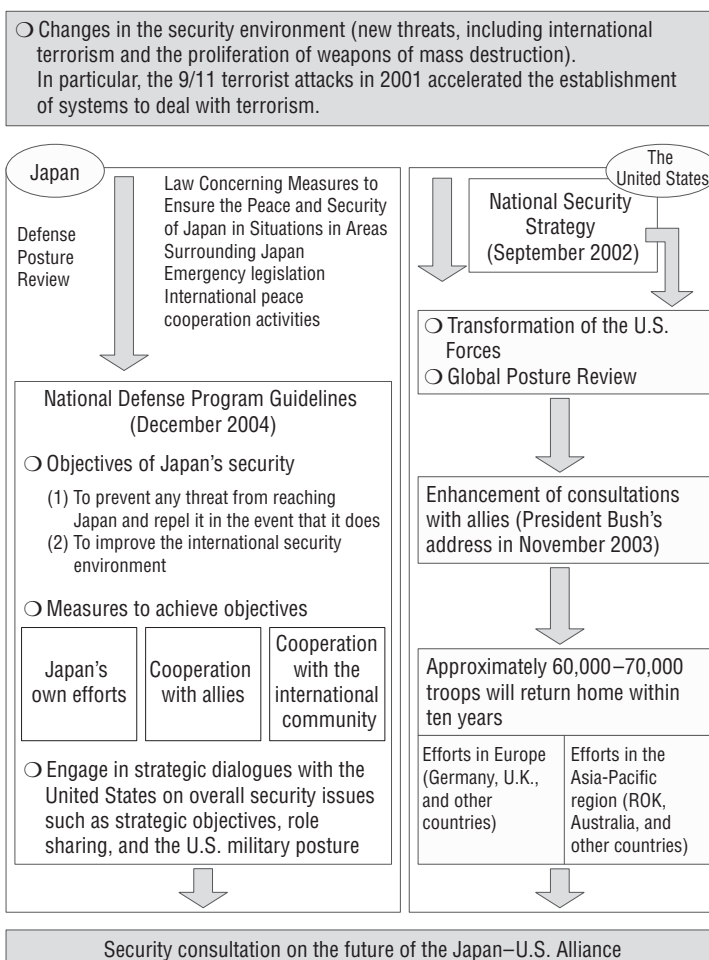 ❍ Changes in the security environment (new threats, including international
terrorism and the proliferation of weapons of mass destruction).
In particular, the 9/11 terrorist attacks in 2001 accelerated the establishment
of systems to deal with terrorism.
Japan
Defense
Posture
Review
Law Concerning Measures to
Ensure the Peace and Security
of Japan in Situations in Areas
Surrounding Japan
Emergency legislation
International peace
cooperation activities
National Defense Program Guidelines
(December 2004)
❍ Objectives of Japan’s security
(1) To prevent any threat from reaching
Japan and repel it in the event that it does
(2) To improve the international security
environment
❍ Measures to achieve objectives
Japan’s
own efforts
Cooperation
with allies
Cooperation
with the
international
community
❍ Engage in strategic dialogues with the
United States on overall security issues
such as strategic objectives, role
sharing, and the U.S. military posture
The
United States
National Security
Strategy
(September 2002)
❍ Transformation of the U.S.
Forces
❍ Global Posture Review
Enhancement of consultations
with allies (President Bush’s
address in November 2003)
Approximately 60,000–70,000
troops will return home within
ten years
Efforts in Europe
(Germany, U.K.,
and other
countries)
Efforts in the
Asia-Pacific
region (ROK,
Australia, and
other countries)
Security consultation on the future of the Japan–U.S. Alliance